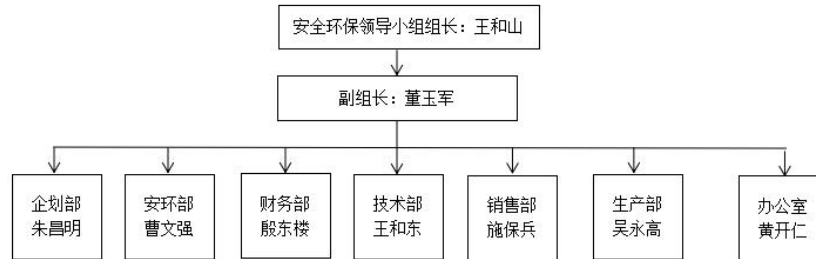 安全环保领导小组组长：王和山
副组长：董玉军
企划部
朱昌明
安环部
曹文强
财务部
殷东楼
技术部
王和东
销售部
施保兵
生产部
吴永高
办公室
黄开仁